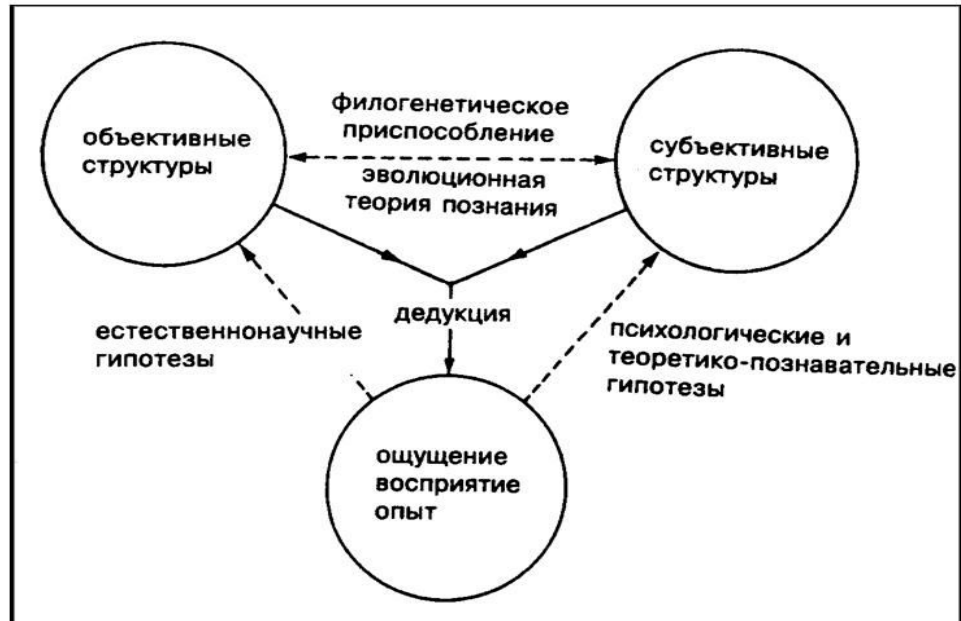 филогенетическое
приспособление
объективные
структуры
субъективные
структуры
эволюционная
теория познания
дедукция
естественнонаучные
гипотезы
психологические и
теоретико-познавательные
гипотезы
ощущение
восприятие
опыт